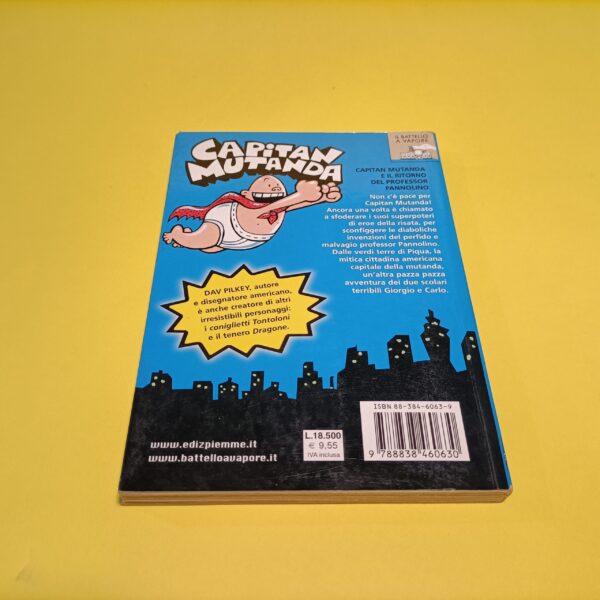 CAPITAN
MUTANDA
IL BATTELLO
A VAPORE
CAPITAN MUTANDA
E IL RITORNO
DEL PROFESSOR
PANNOLINO
Non c'è pace per
Capitan Mutanda!
Ancora una volta è chiamato
a sfoderare i suoi superpoteri
di eroe della risata, per
sconfiggere le diaboliche
invenzioni del perfido e
malvagio professor Pannolino.
Dalle verdi terre di Piqua, la
mitica cittadina americana
capitale della mutanda,
un'altra pazza pazza
avventura dei due scolari
terribili Giorgio e Carlo.
DAV PILKEY, autore
e disegnatore americano,
è anche creatore di altri
irresistibili personaggi:
i coniglietti Tontoloni
e il tenero Dragone.
www.edizpiemme.it
www.battelloavapore.it
L.18.500
€ 9,55
IVA inclusa
ISBN 88-384-6063-9
9 788838 460630